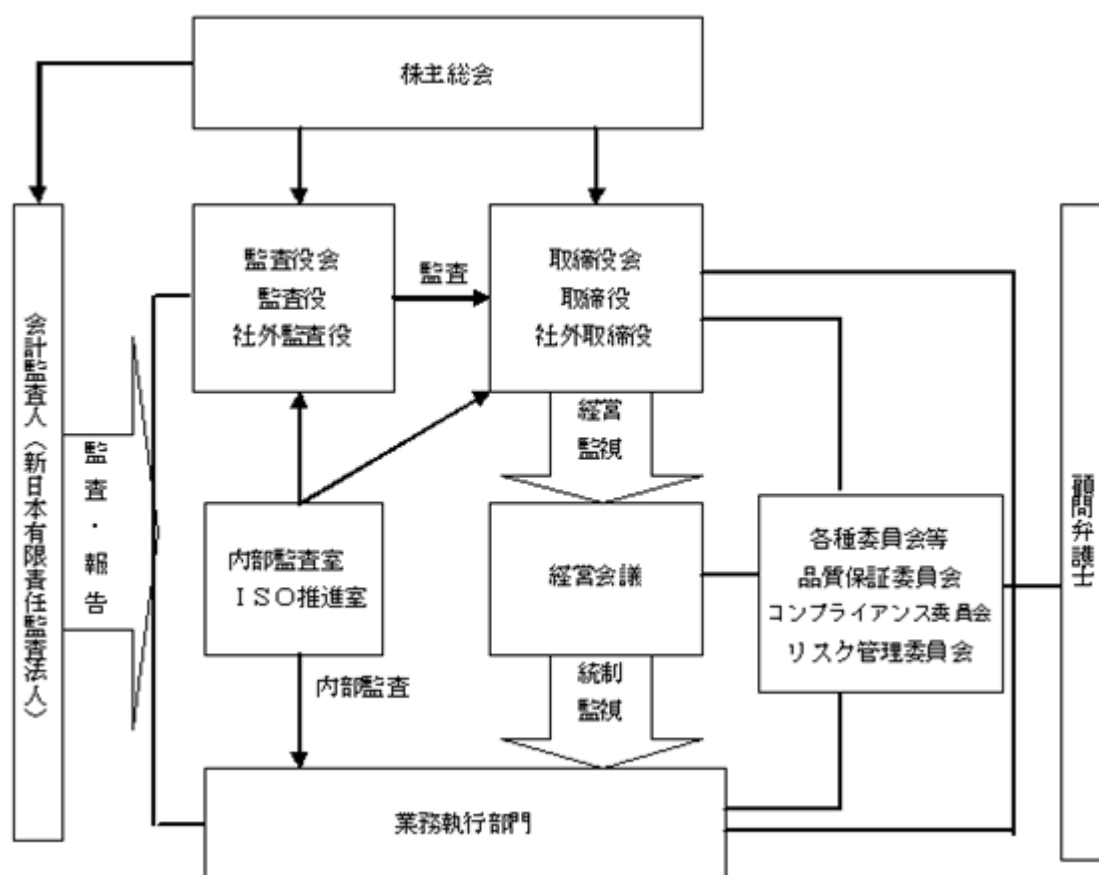 株主総会
監査役会
監査役
社外監査役
監査
取締役会
取締役
社外取締役
会計監査人（新日本有限責任監査法人）
監査・報告
経営
監視
内部監査室
ＩＳＯ推進室
経営会議
各種委員会等
品質保証委員会
コンプライアンス委員会
リスク管理委員会
顧問弁護士
内部監査
統制
監視
業務執行部門